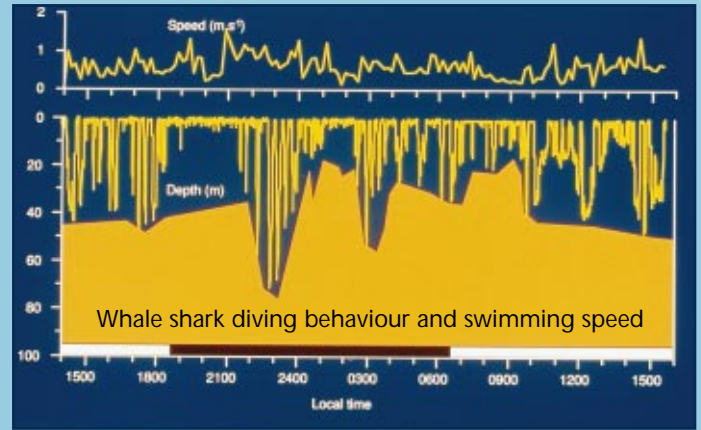 2
Speed (m.s⁻¹)
1
0
0
20
Depth (m)
40
60
80
Whale shark diving behaviour and swimming speed
100
1500 1800 2100 2400 0300 0600 0900 1200 1500
Local time